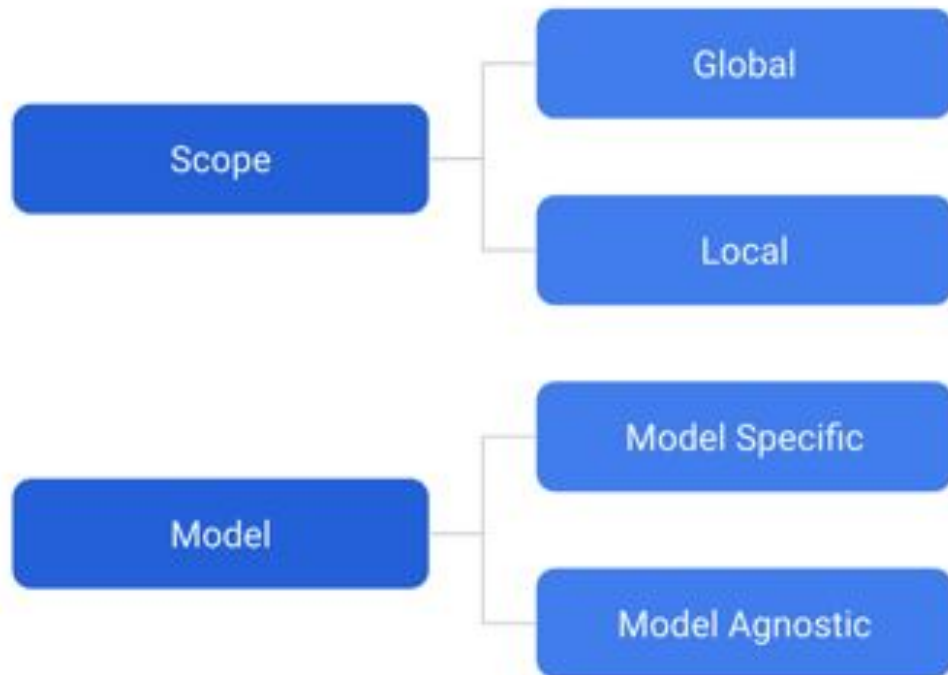 Scope
Global
Local
Model
Model Specific
Model Agnostic